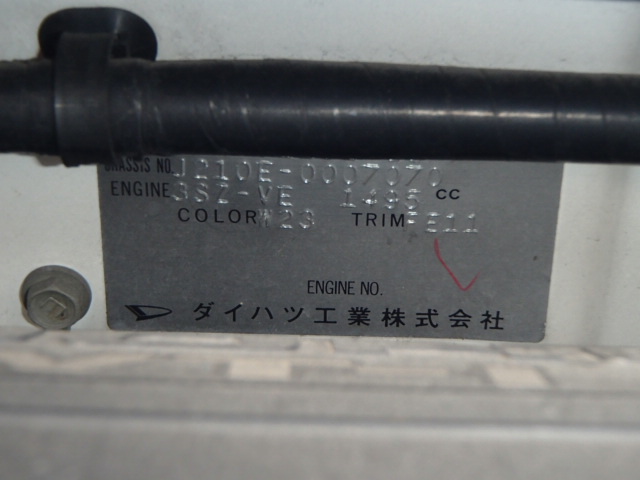 CHASSIS NO. J210E-0007070
ENGINE 3SZ-VE 1495 CC
COLOR W23 TRIM FE11
ENGINE NO.
ダイハツ工業株式会社